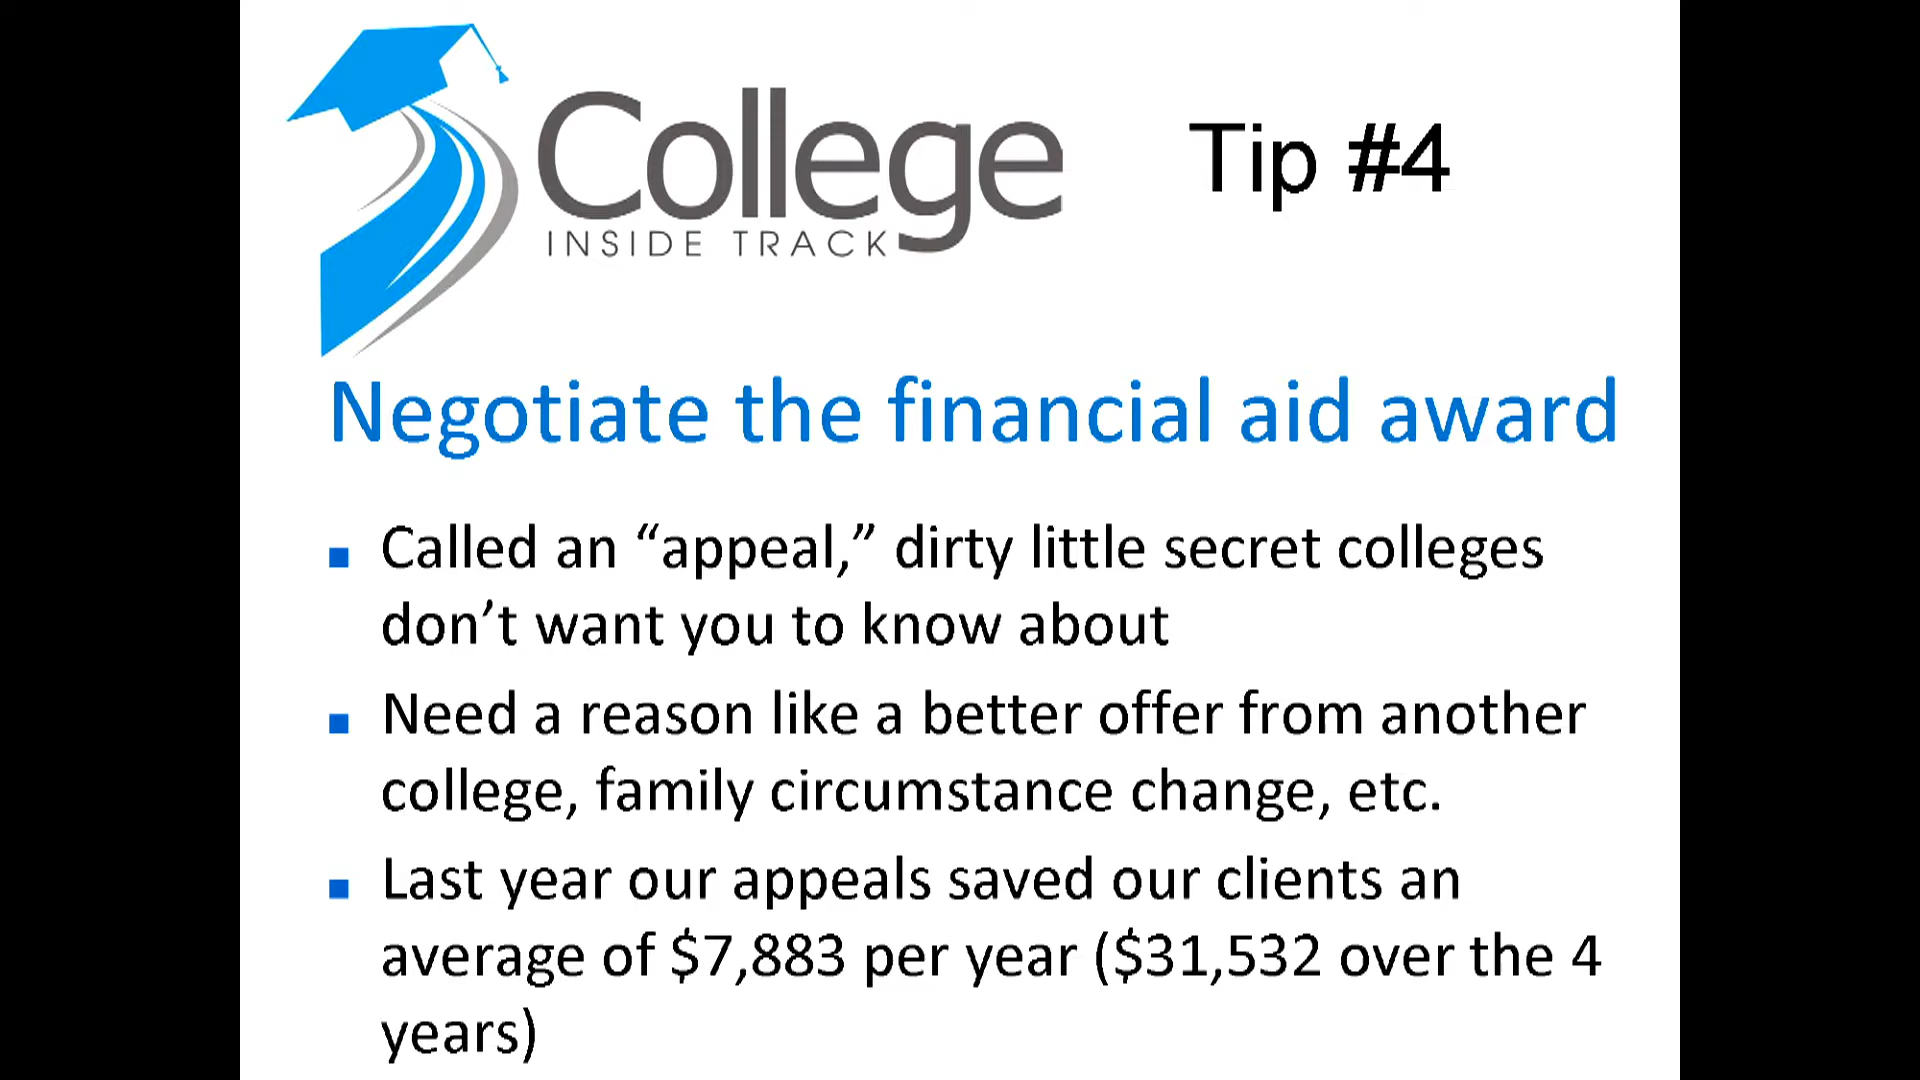 College
INSIDE TRACK
Tip #4
Negotiate the financial aid award
Called an “appeal,” dirty little secret colleges
don’t want you to know about
Need a reason like a better offer from another
college, family circumstance change, etc.
Last year our appeals saved our clients an
average of $7,883 per year ($31,532 over the 4
years)